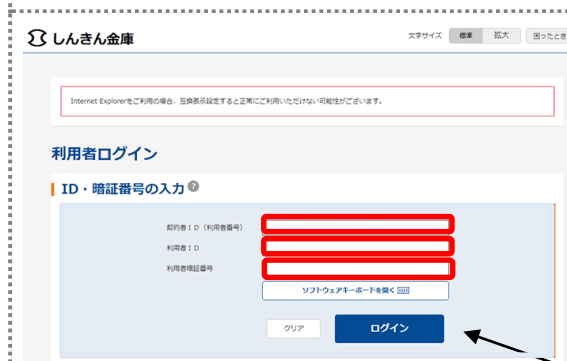 しんきん金庫
文字サイズ 標準 拡大 困ったとき
Internet Explorerをご利用の場合、互換表示設定すると正常にご利用いただけない可能性がございます。
利用者ログイン
ID・暗証番号の入力 ?
契約者ID（利用者番号）
利用者ID
利用者暗証番号
ソフトウェアキーボードを開く
クリア ログイン